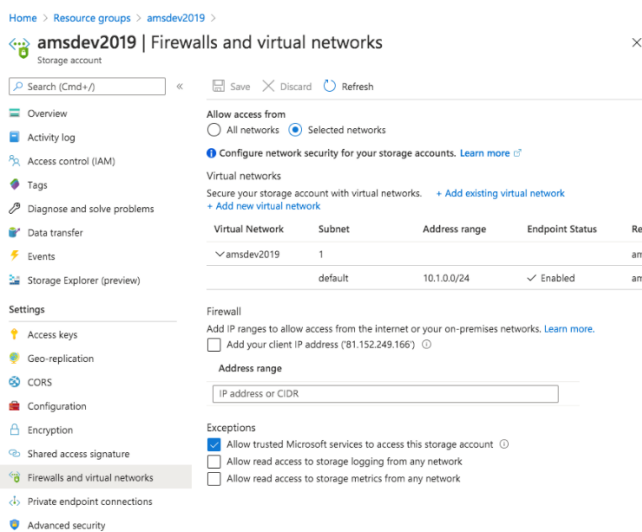 Home > Resource groups > amsdev2019 >
amsdev2019 | Firewalls and virtual networks
Storage account
Search (Cmd+/)
Overview
Activity log
Access control (IAM)
Tags
Diagnose and solve problems
Data transfer
Events
Storage Explorer (preview)
Settings
Access keys
Geo-replication
CORS
Configuration
Encryption
Shared access signature
Firewalls and virtual networks
Private endpoint connections
Advanced security
Save Discard Refresh
Allow access from
All networks Selected networks
Configure network security for your storage accounts. Learn more
Virtual networks
Secure your storage account with virtual networks. + Add existing virtual network
+ Add new virtual network
Virtual Network Subnet Address range Endpoint Status Re
amsdev2019 1 am
default 10.1.0.0/24 Enabled am
Firewall
Add IP ranges to allow access from the internet or your on-premises networks. Learn more.
Add your client IP address ('81.152.249.166')
Address range
IP address or CIDR
Exceptions
Allow trusted Microsoft services to access this storage account
Allow read access to storage logging from any network
Allow read access to storage metrics from any network